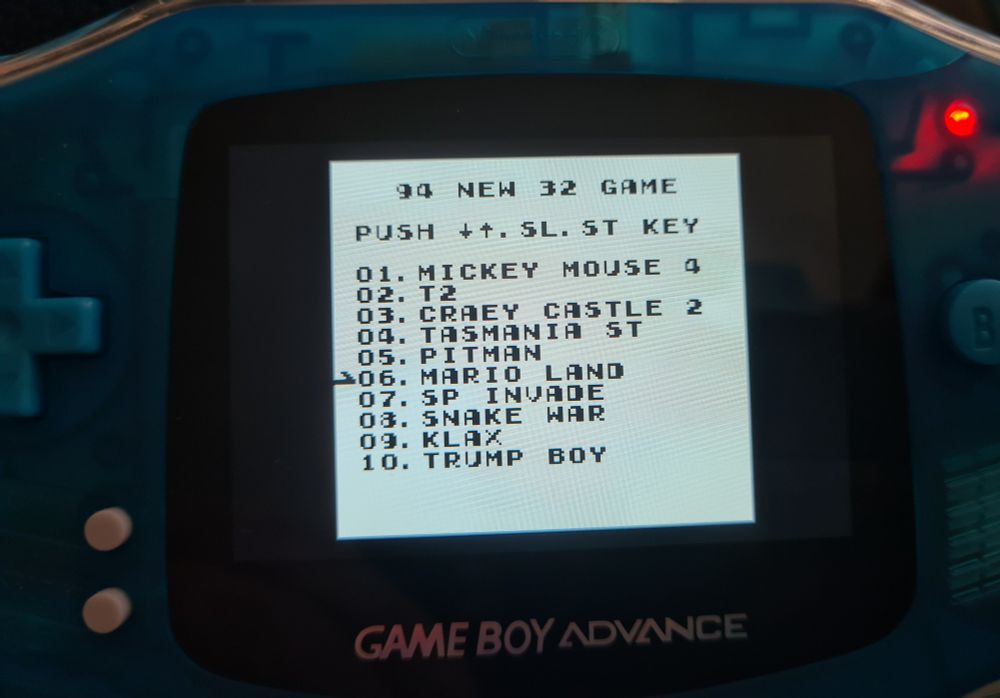 94 NEW 32 GAME
PUSH ↓↑. SL. ST KEY
01. MICKEY MOUSE 4
02. T2
03. CRAEY CASTLE 2
04. TASMANIA ST
05. PITMAN
06. MARIO LAND
07. SP INVADE
08. SNAKE WAR
09. KLAX
10. TRUMP BOY
B
GAME BOY ADVANCE